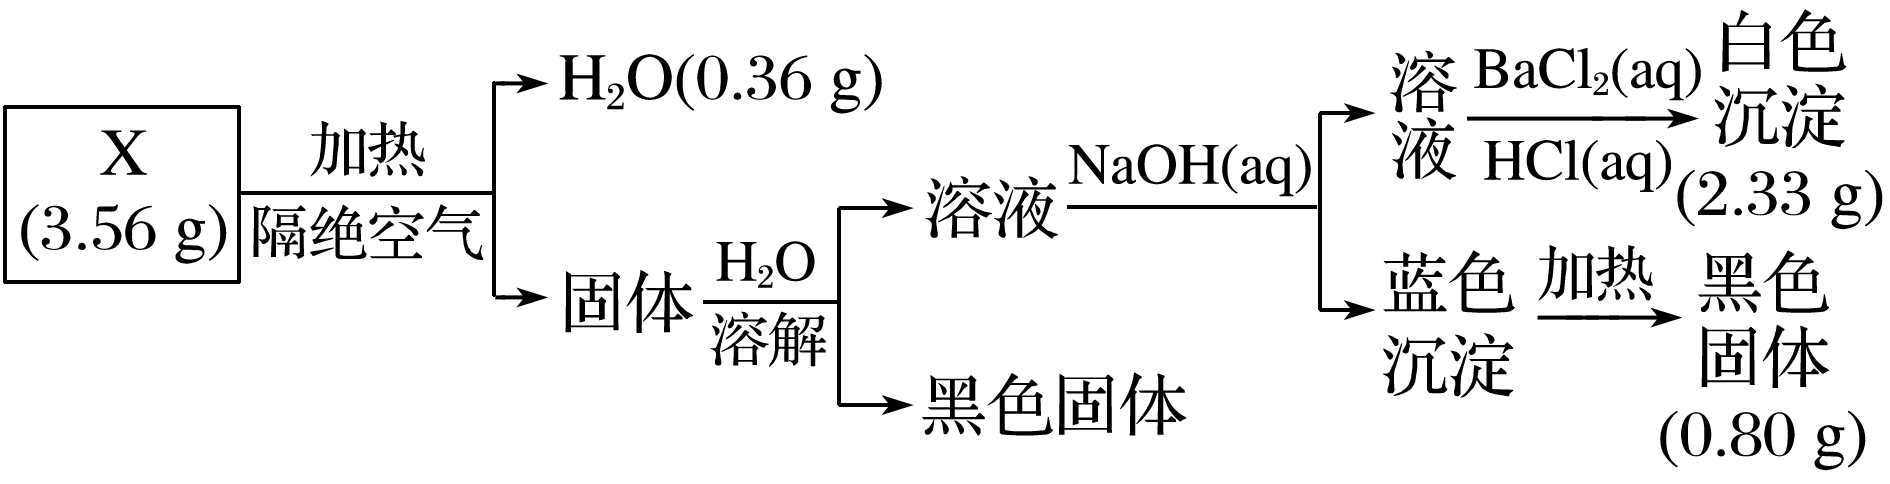 X
(3.56 g)
加热
隔绝空气
H₂O(0.36 g)
固体
H₂O
溶解
溶液
NaOH(aq)
黑色固体
溶
液
BaCl₂(aq)
HCl(aq)
白色
沉淀
(2.33 g)
蓝色
沉淀
加热
黑色
固体
(0.80 g)